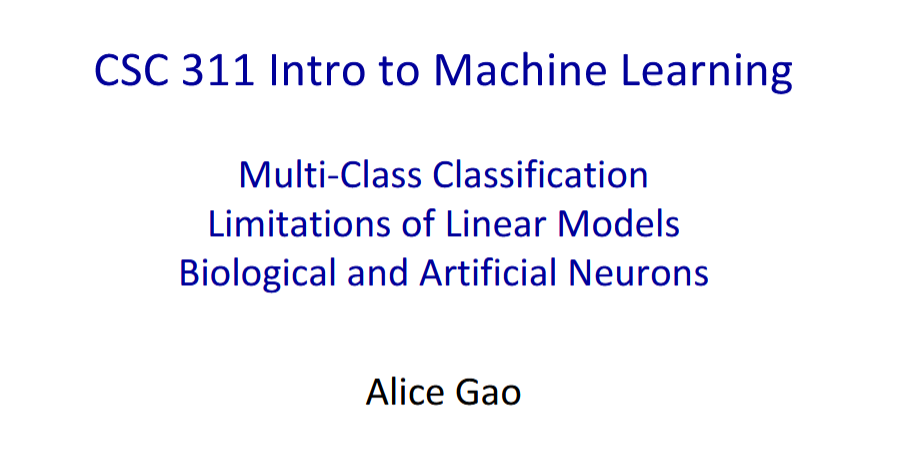 CSC 311 Intro to Machine Learning
Multi-Class Classification
Limitations of Linear Models
Biological and Artificial Neurons
Alice Gao